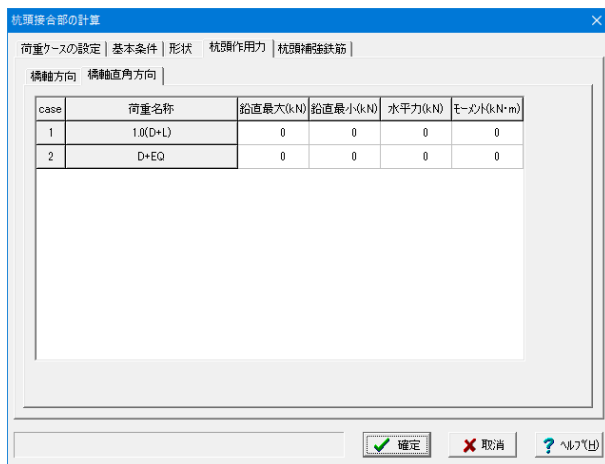 杭頭接合部の計算
荷重ケースの設定 基本条件 形状 杭頭作用力 杭頭補強鉄筋
橋軸方向 橋軸直角方向
case 荷重名称 鉛直最大(kN) 鉛直最小(kN) 水平力(kN) モーメント(kN・m)
1 1.0(D+L) 0 0 0 0
2 D+EQ 0 0 0 0
確定 取消 ヘルプ(H)